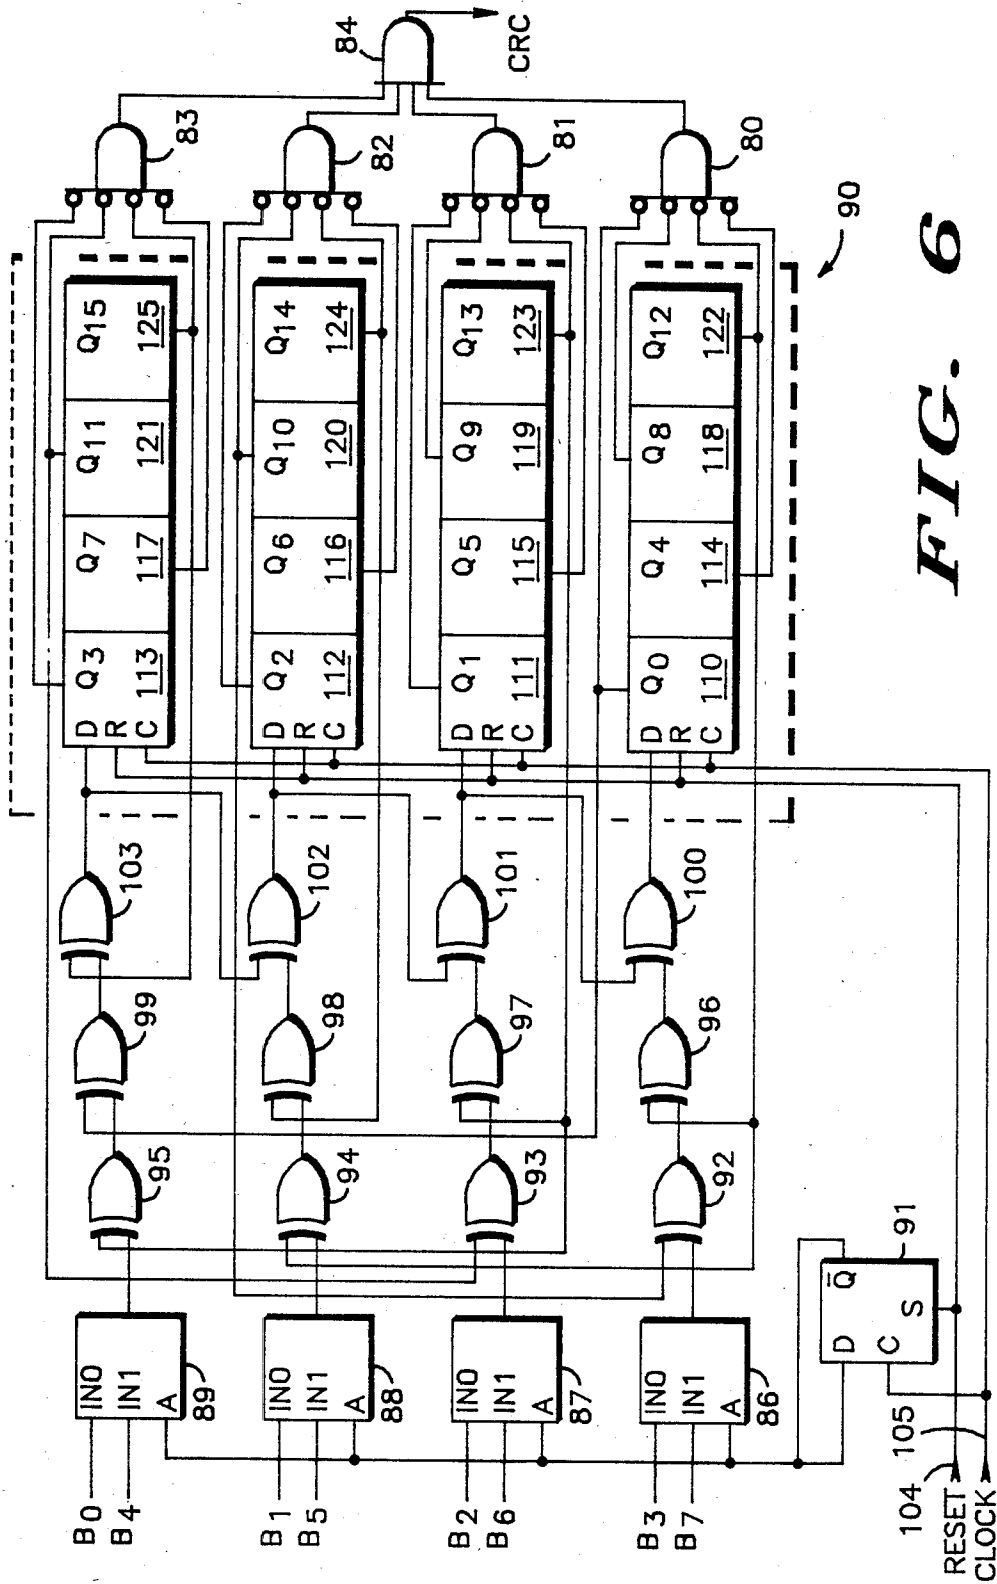 84
CRC
83
82
81
80
90
Q3 Q7 Q11 Q15
D R C
113 117 121 125
Q2 Q6 Q10 Q14
D R C
112 116 120 124
Q1 Q5 Q9 Q13
D R C
111 115 119 123
Q0 Q4 Q8 Q12
D R C
110 114 118 122
103
102
101
100
99
98
97
96
95
94
93
92
B0 IN0
B4 IN1
A
89
B1 IN0
B5 IN1
A
88
B2 IN0
B6 IN1
A
87
B3 IN0
B7 IN1
A
86
D Q̅
C S
91
104
RESET
105
CLOCK
FIG. 6